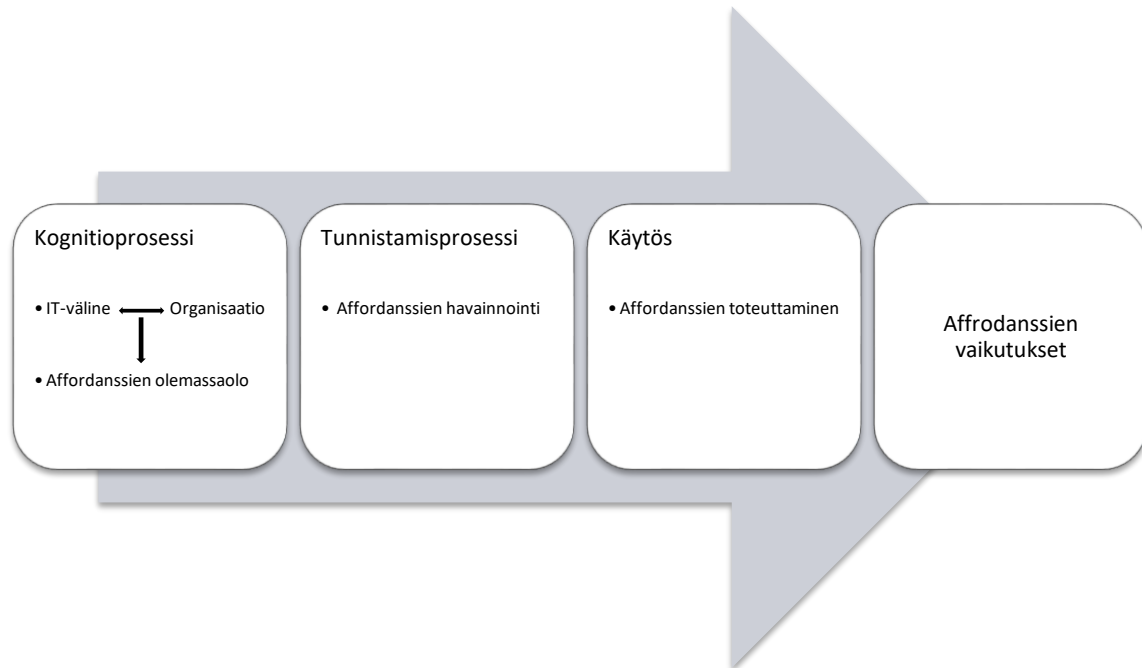 Kognitioprosessi
• IT-väline Organisaatio
• Affordanssien olemassaolo
Tunnistamisprosessi
• Affordanssien havainnointi
Käytös
• Affordanssien toteuttaminen
Affrodanssien
vaikutukset